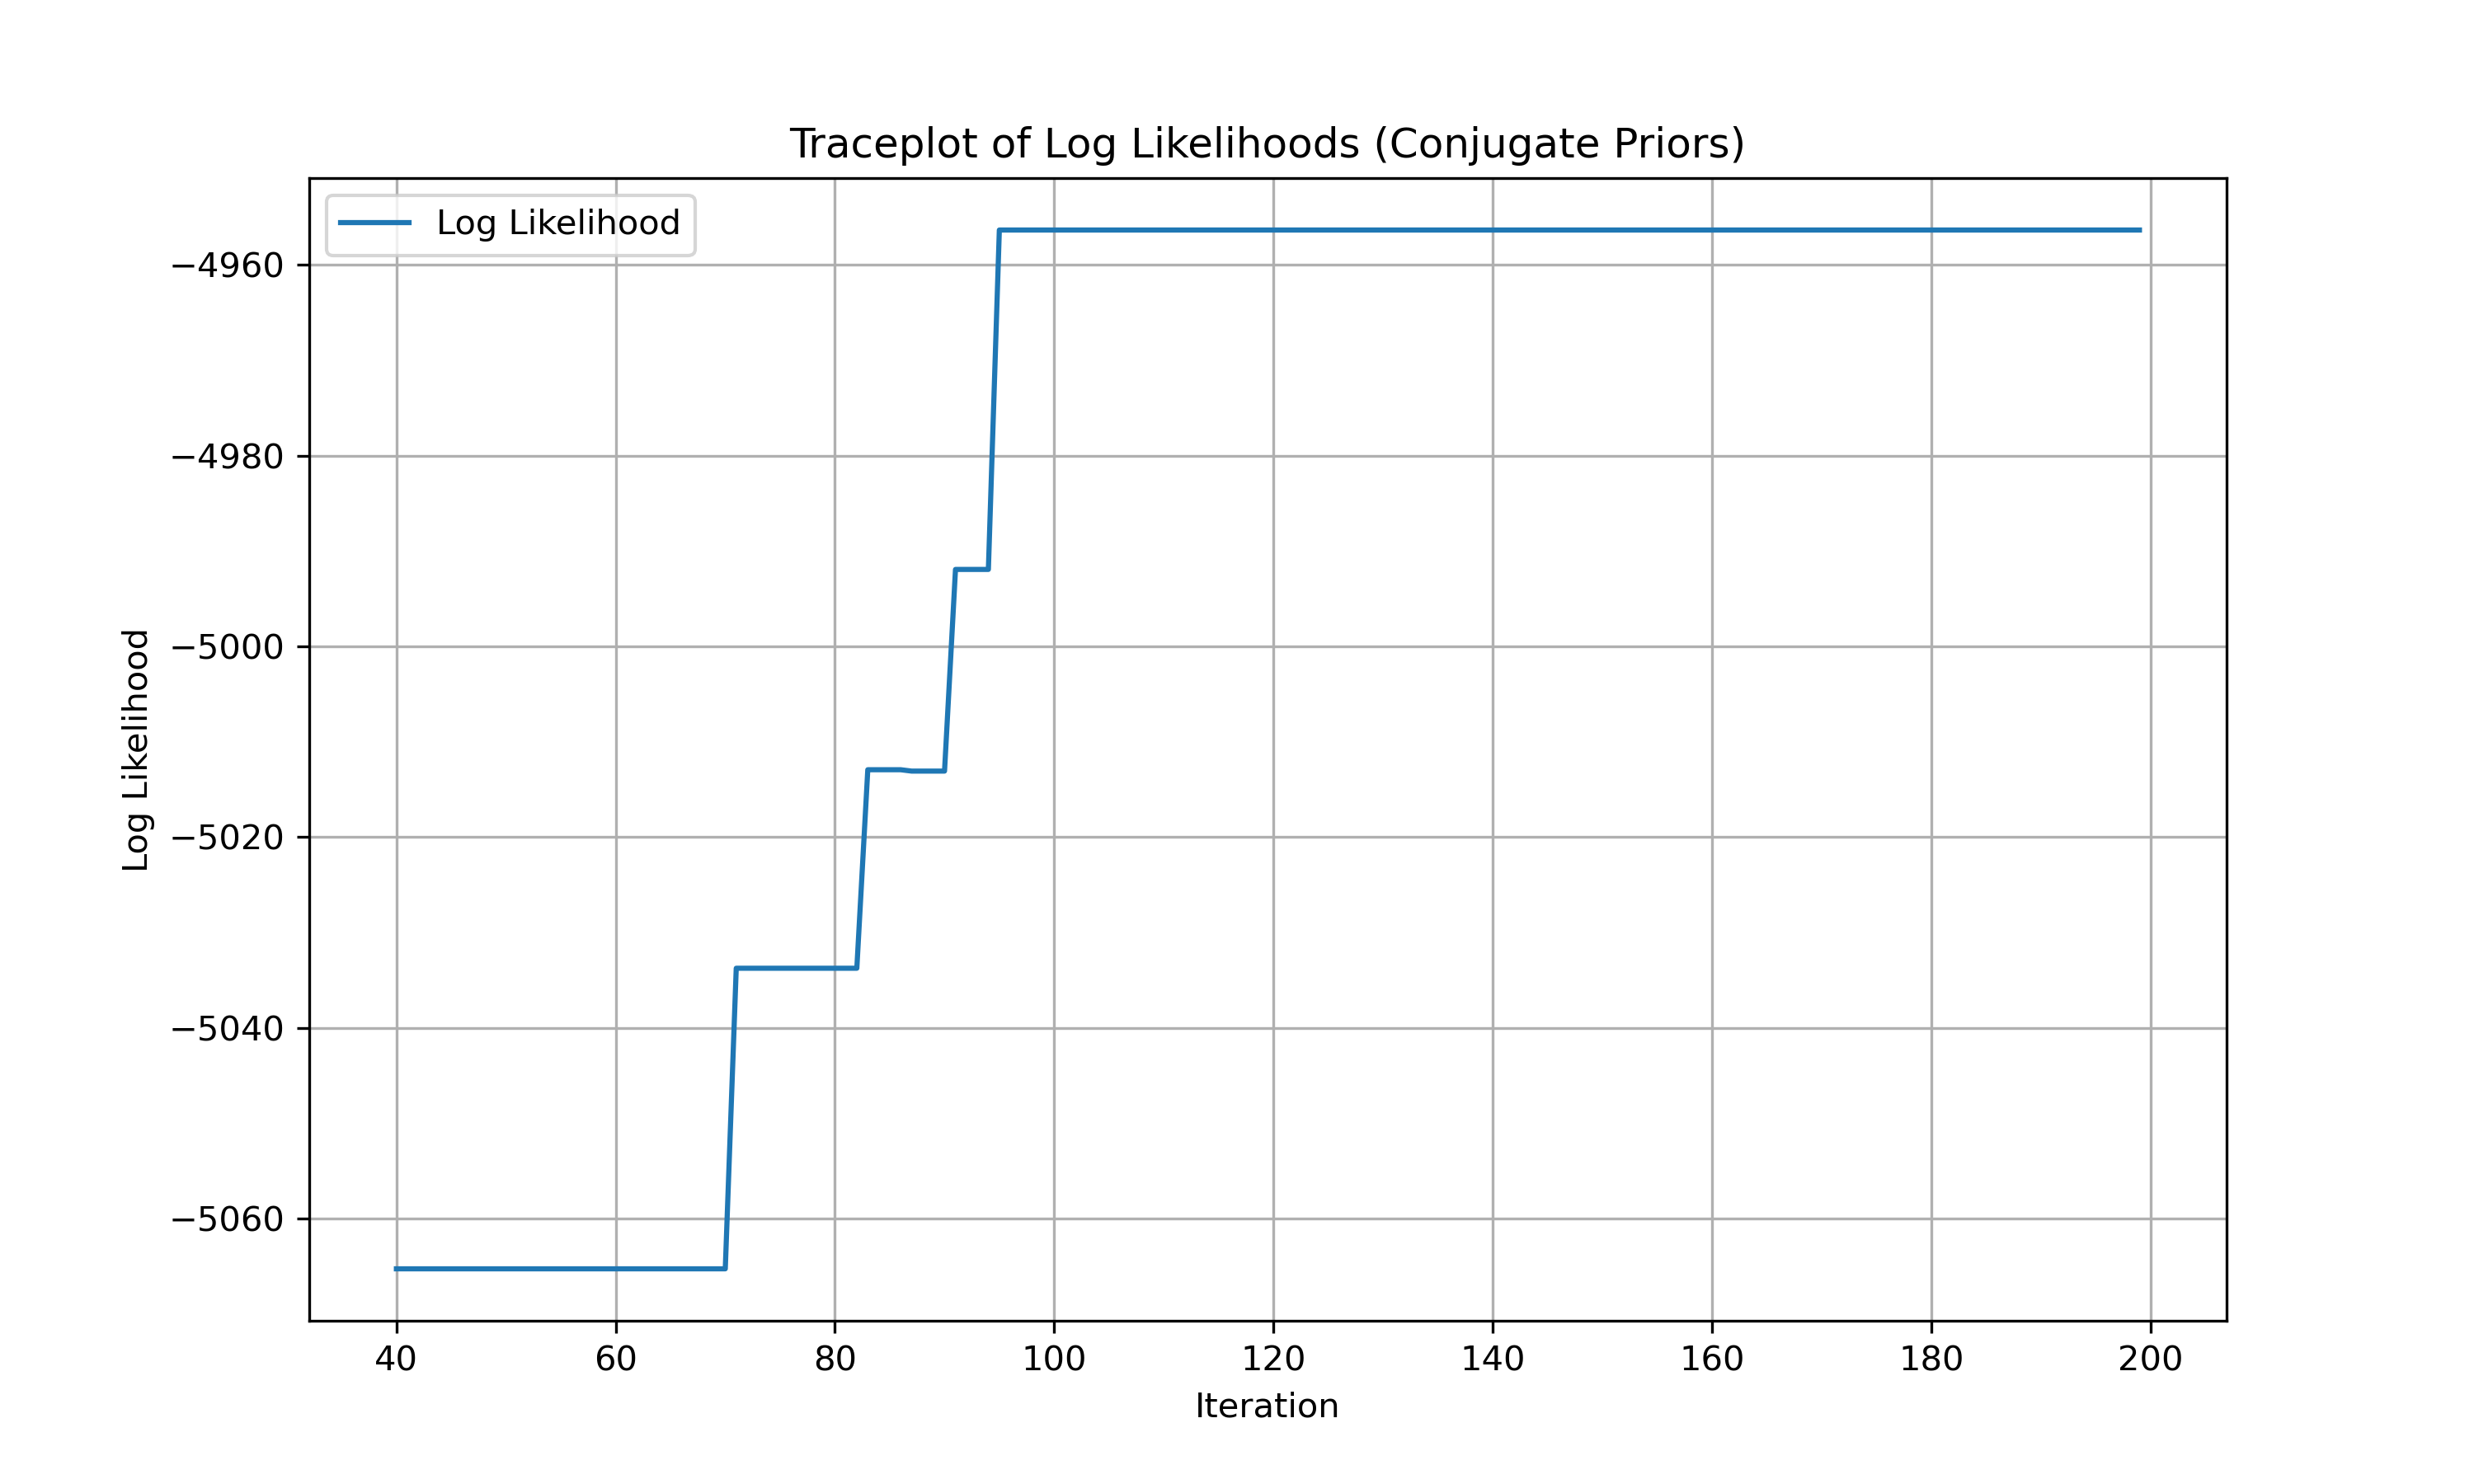 Traceplot of Log Likelihoods (Conjugate Priors)
Log Likelihood
−4960
−4980
−5000
−5020
−5040
−5060
Log Likelihood
40 60 80 100 120 140 160 180 200
Iteration